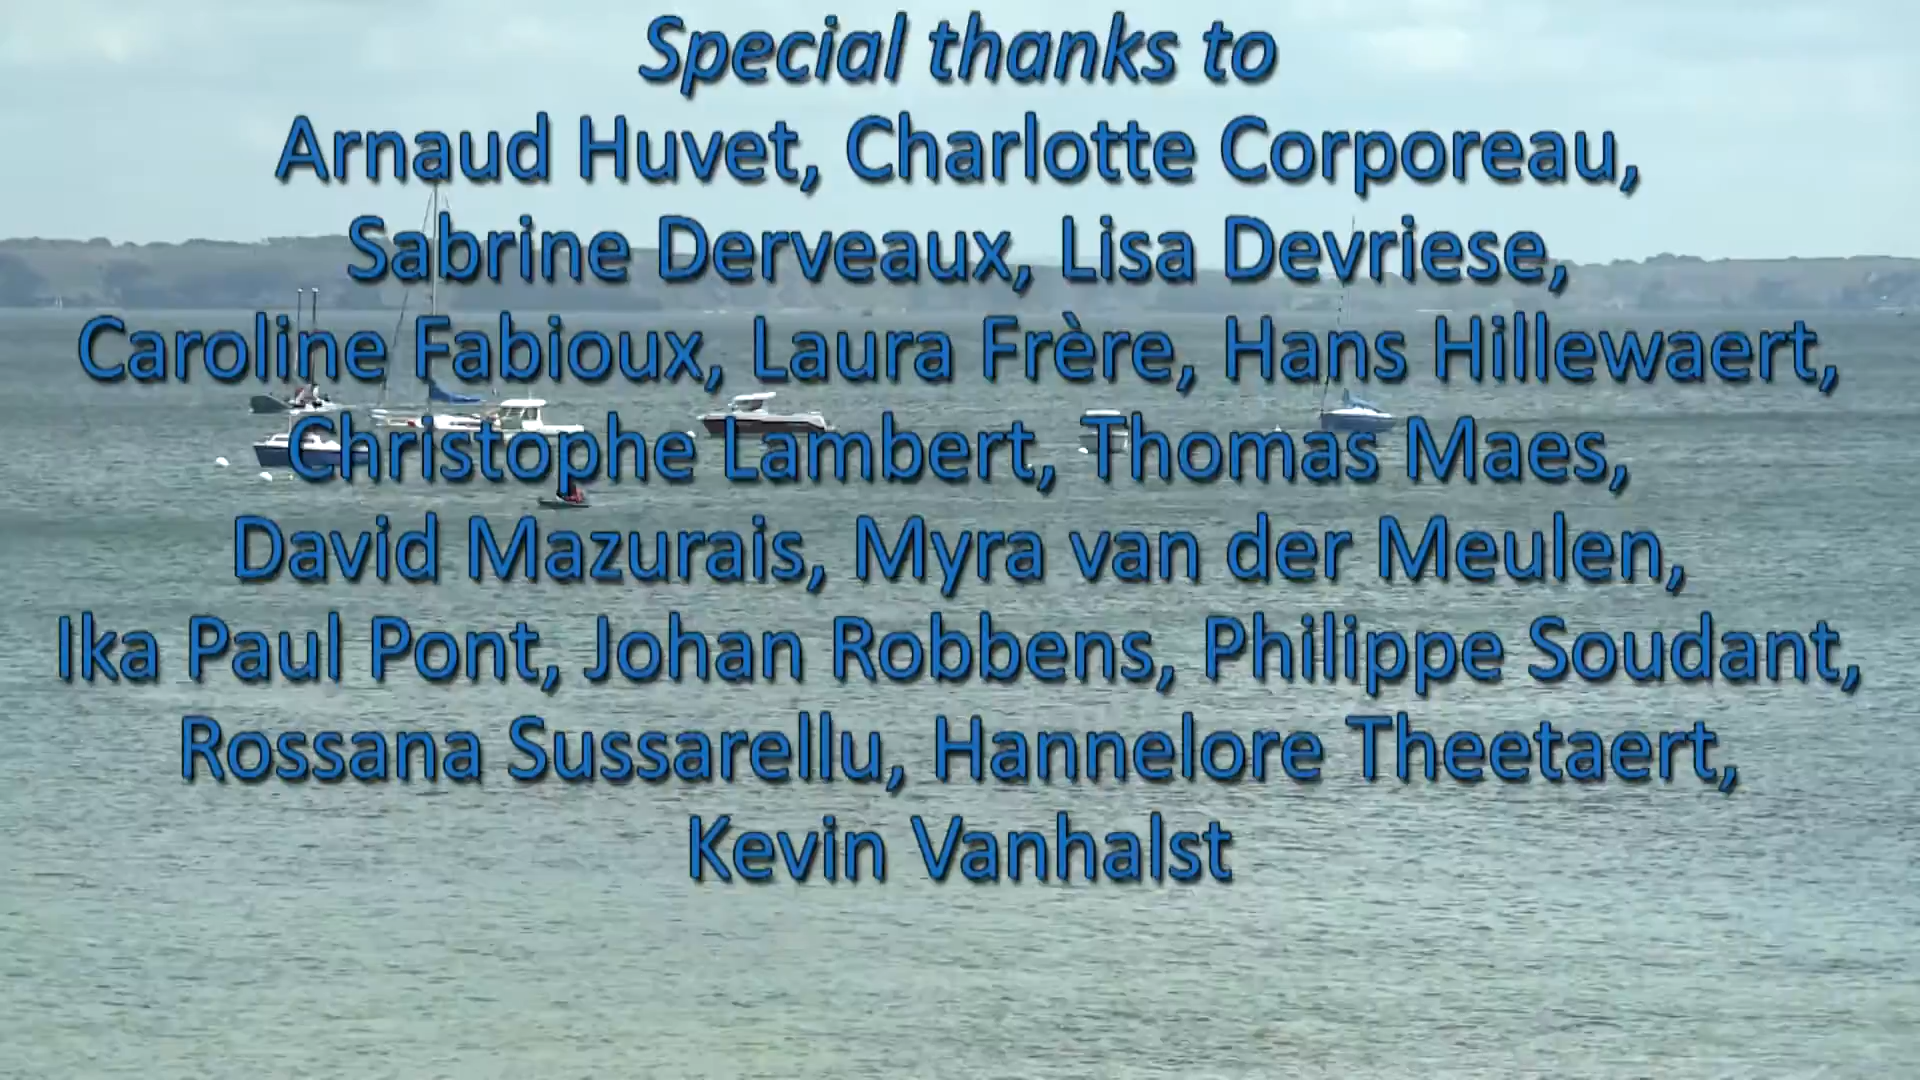 Special thanks to
Arnaud Huvet, Charlotte Corporeau,
Sabrine Derveaux, Lisa Devriese,
Caroline Fabioux, Laura Frère, Hans Hillewaert,
Christophe Lambert, Thomas Maes,
David Mazurais, Myra van der Meulen,
Ika Paul Pont, Johan Robbens, Philippe Soudant,
Rossana Sussarellu, Hannelore Theetaert,
Kevin Vanhalst